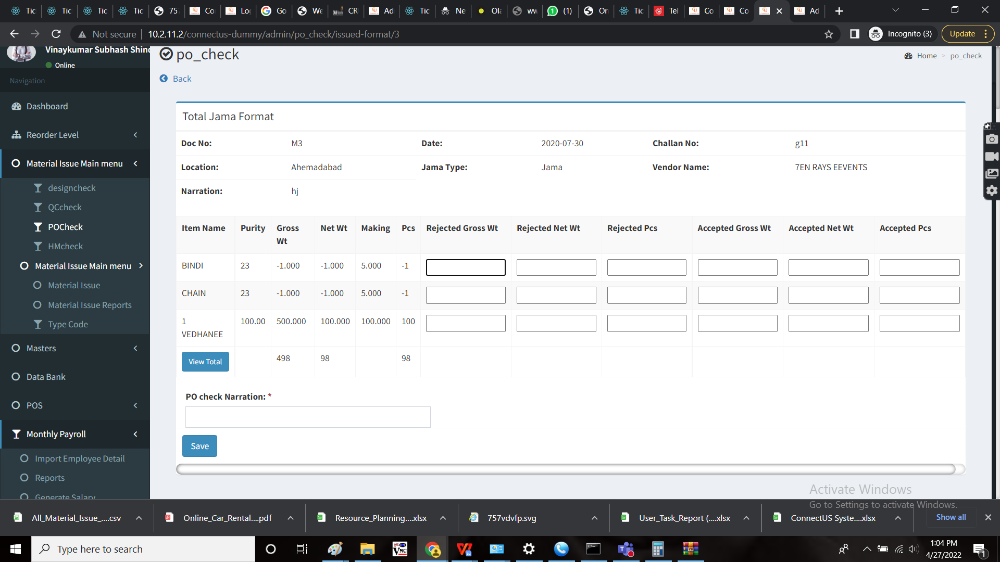 Tic Tic Tic Tic 75 Co Lo Go We CR Ad Tic Ne Ola ww (1) On Tic Tel Co Co Ad
Not secure 10.2.11.2/connectus-dummy/admin/po_check/issued-format/3 Incognito (3) Update
Vinaykumar Subhash Shind
Online
Navigation
Dashboard
Reorder Level
Material Issue Main menu
designcheck
QCcheck
POCheck
HMcheck
Material Issue Main menu
Material Issue
Material Issue Reports
Type Code
Masters
Data Bank
POS
Monthly Payroll
Import Employee Detail
Reports
Generate Salary
po_check
Home > po_check
Back
Total Jama Format
Doc No: M3 Date: 2020-07-30 Challan No: g11
Location: Ahemadabad Jama Type: Jama Vendor Name: 7EN RAYS EEVENTS
Narration: hj
Item Name Purity Gross Wt Net Wt Making Pcs Rejected Gross Wt Rejected Net Wt Rejected Pcs Accepted Gross Wt Accepted Net Wt Accepted Pcs
BINDI 23 -1.000 -1.000 5.000 -1
CHAIN 23 -1.000 -1.000 5.000 -1
1 VEDHANEE 100.00 500.000 100.000 100.000 100
View Total 498 98 98
PO check Narration: *
Save
Activate Windows
Go to Settings to activate Windows.
All_Material_Issue_....csv Online_Car_Rental....pdf Resource_Planning....xlsx 757vdvfp.svg User_Task_Report (....xlsx ConnectUS Syste....xlsx Show all
Type here to search
1:04 PM
4/27/2022
1